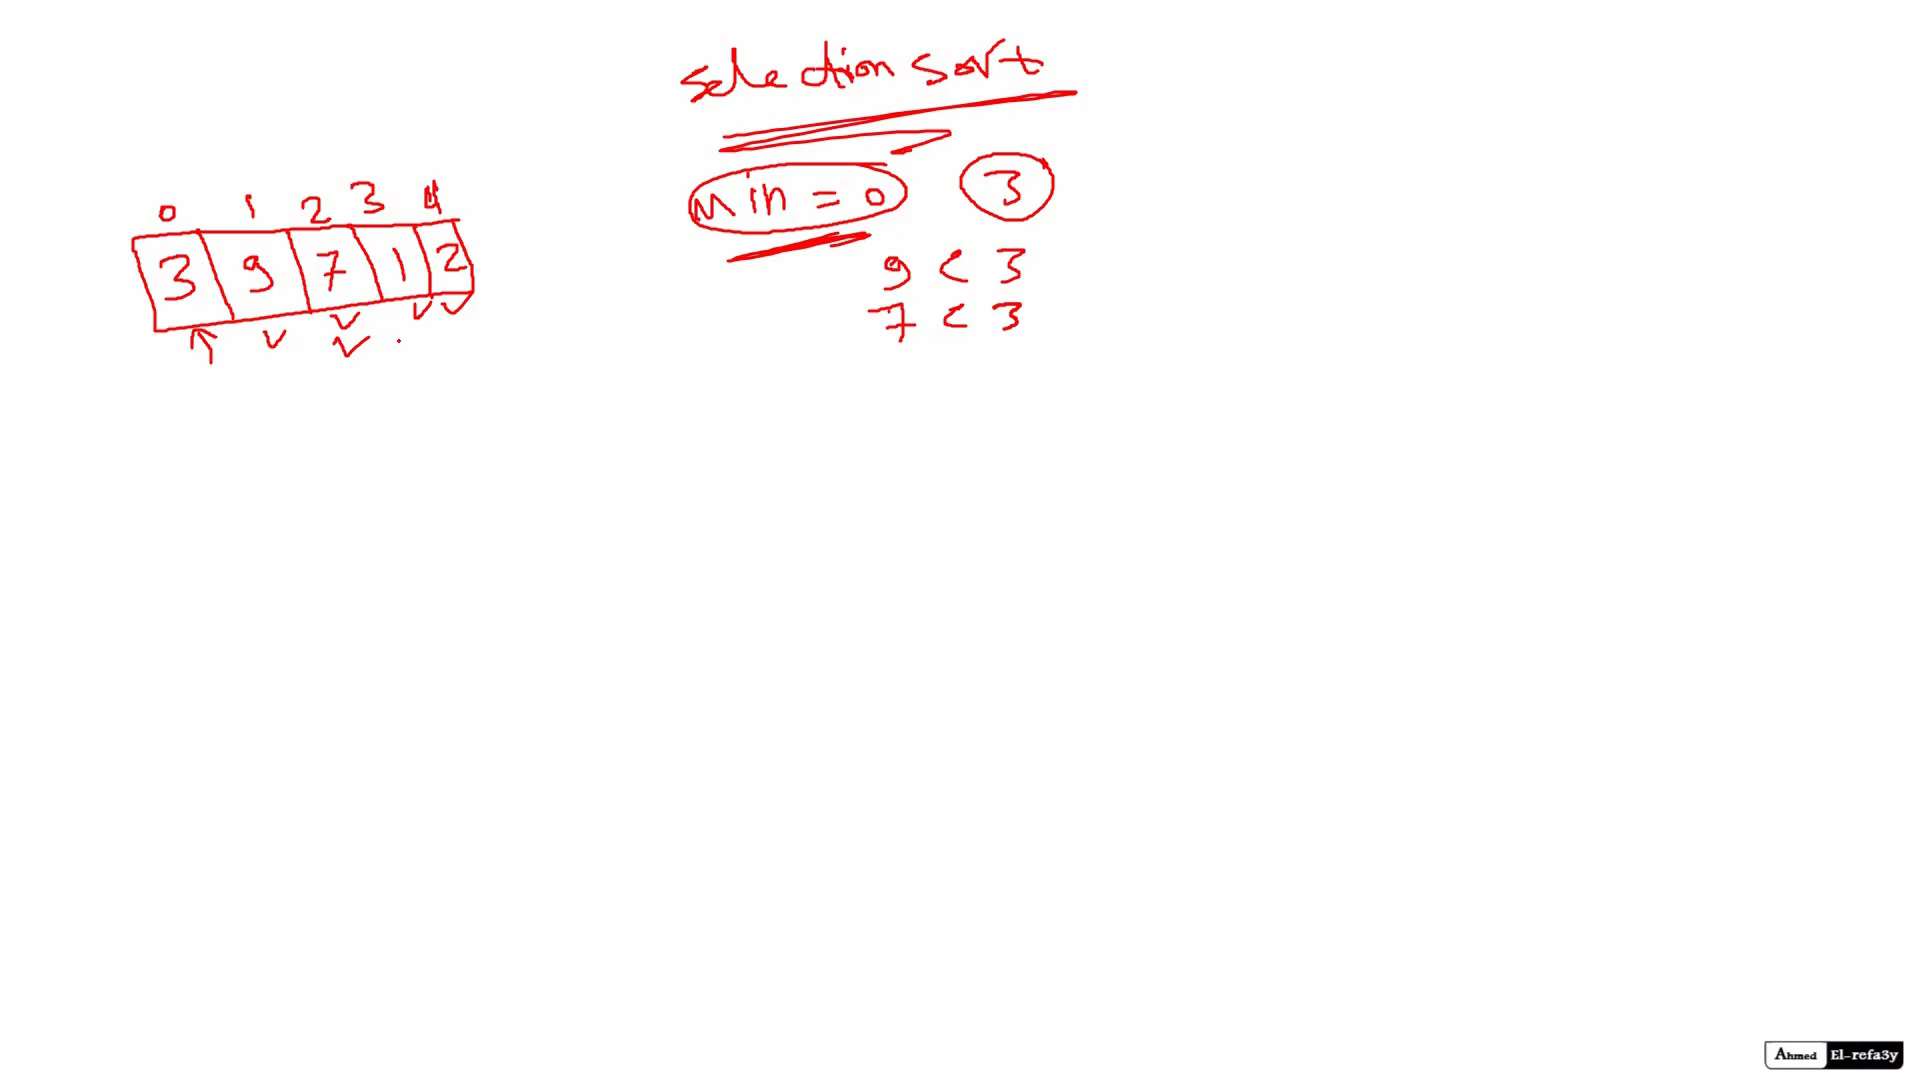 selection sort
min = 0 3
0 1 2 3 4
3 9 7 1 2
9 < 3
7 < 3
Ahmed El-refa3y